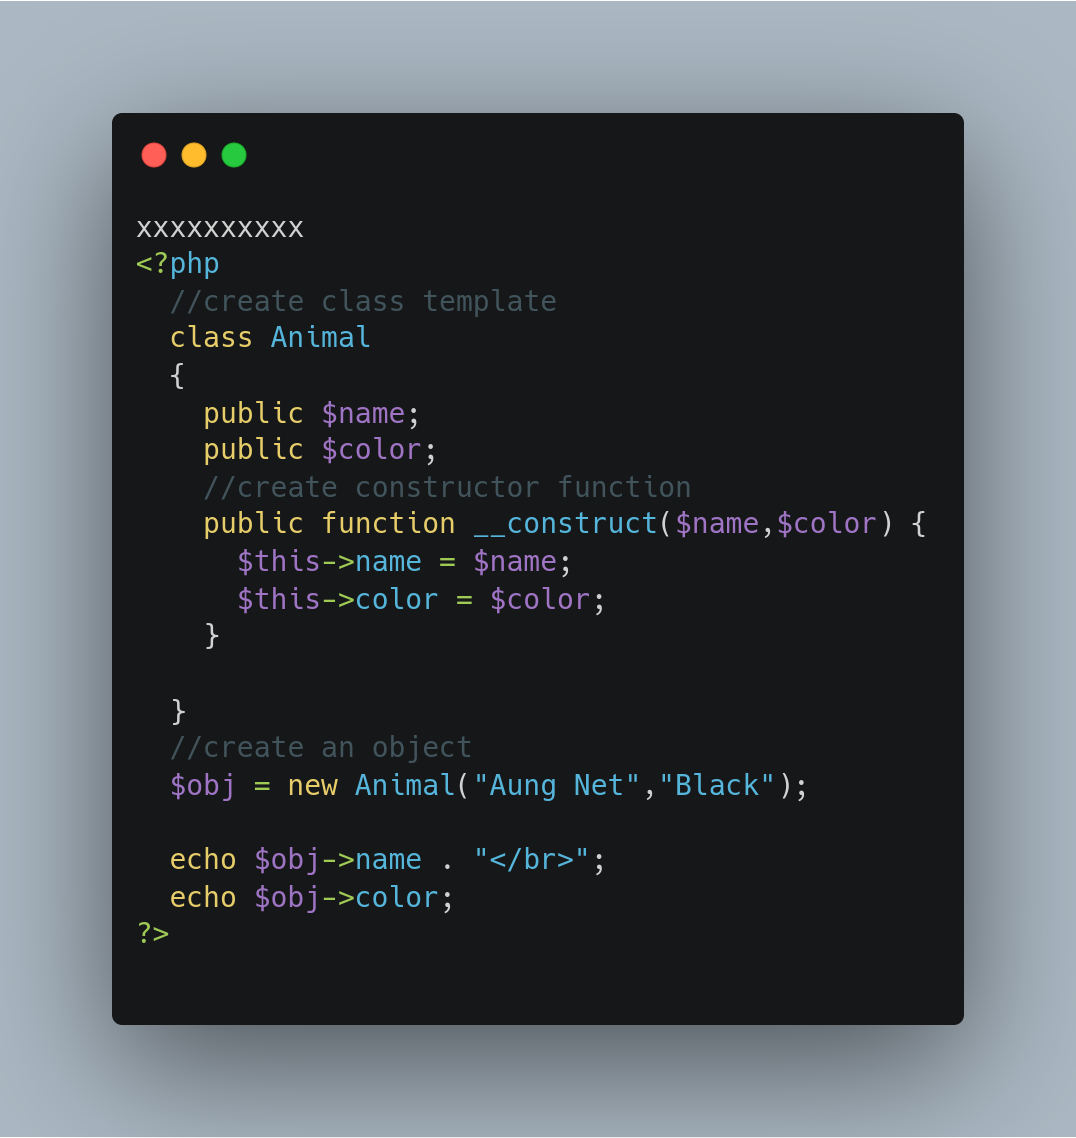 xxxxxxxxxx
<?php
  //create class template
  class Animal
  {
    public $name;
    public $color;
    //create constructor function
    public function __construct($name,$color) {
      $this->name = $name;
      $this->color = $color;
    }

  }
  //create an object
  $obj = new Animal("Aung Net","Black");

  echo $obj->name . "</br>";
  echo $obj->color;
?>